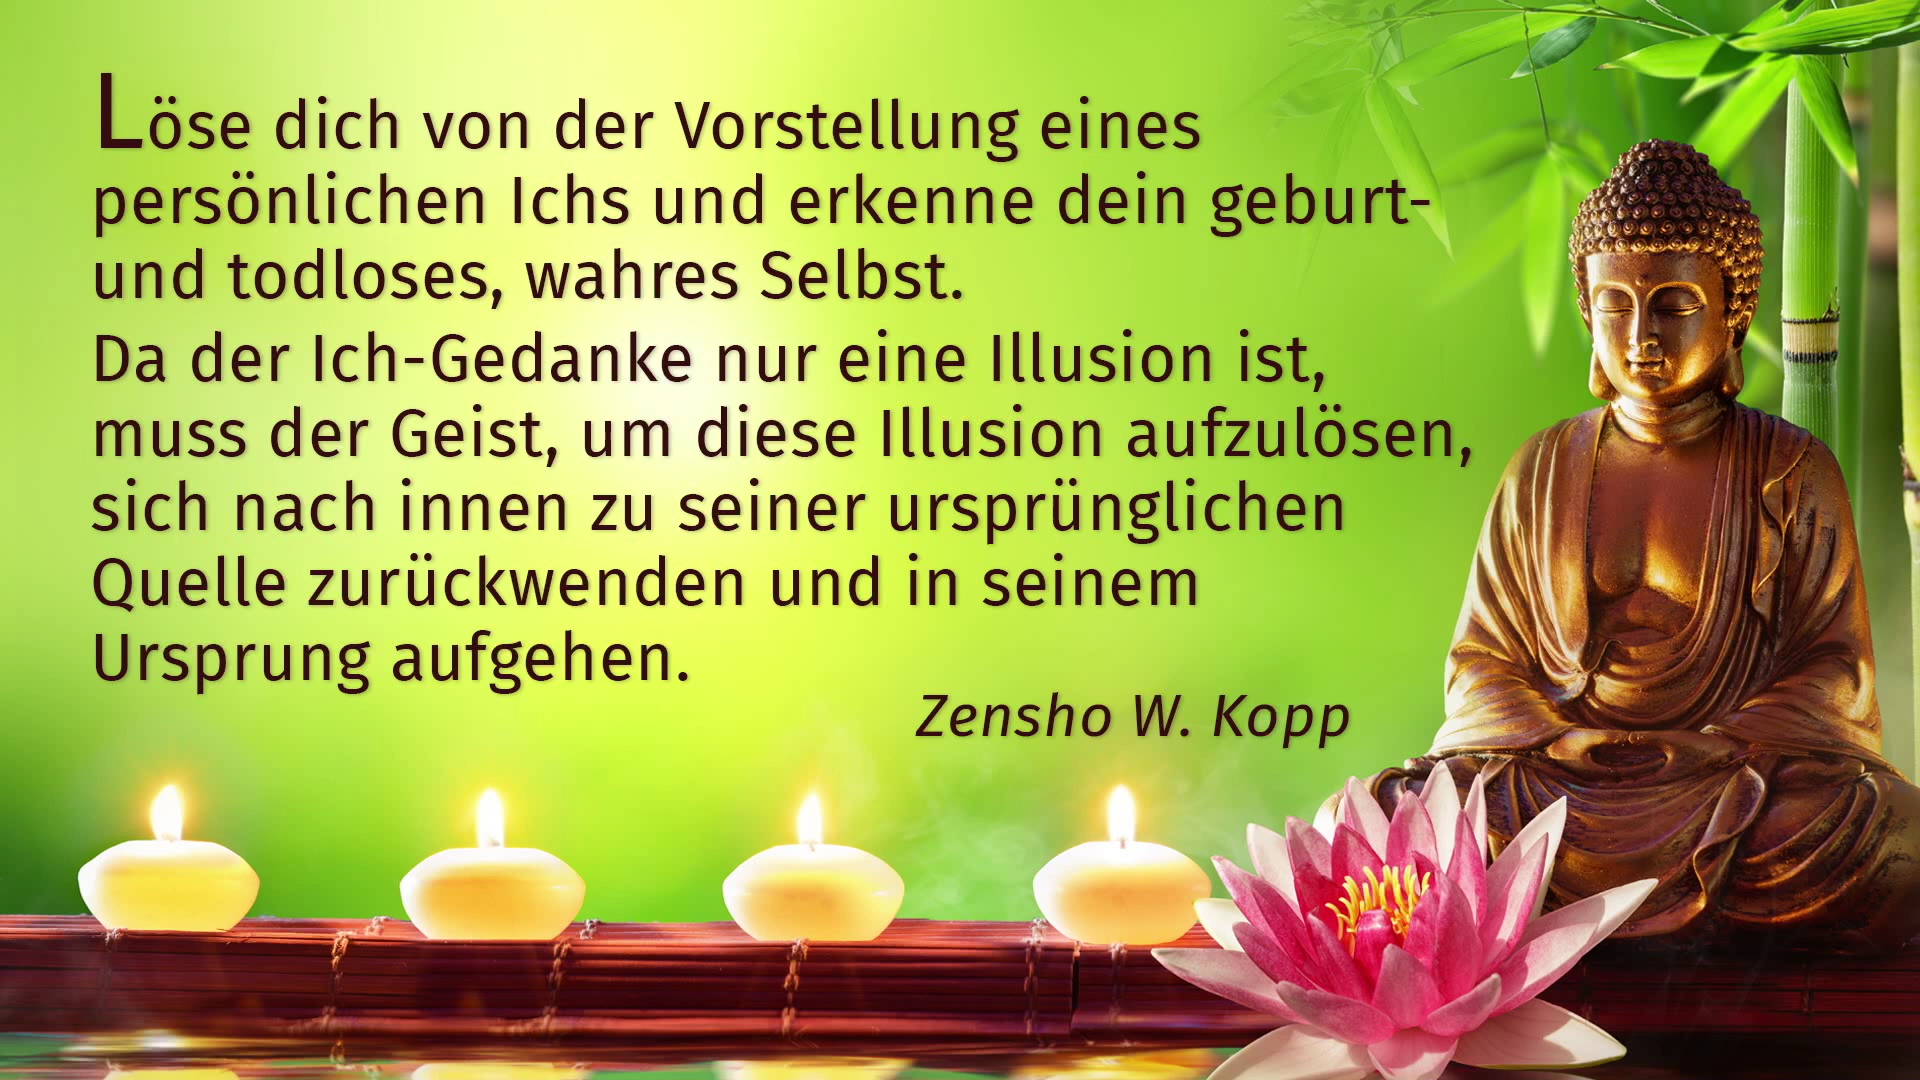 Löse dich von der Vorstellung eines
persönlichen Ichs und erkenne dein geburt-
und todloses, wahres Selbst.
Da der Ich-Gedanke nur eine Illusion ist,
muss der Geist, um diese Illusion aufzulösen,
sich nach innen zu seiner ursprünglichen
Quelle zurückwenden und in seinem
Ursprung aufgehen.
Zensho W. Kopp